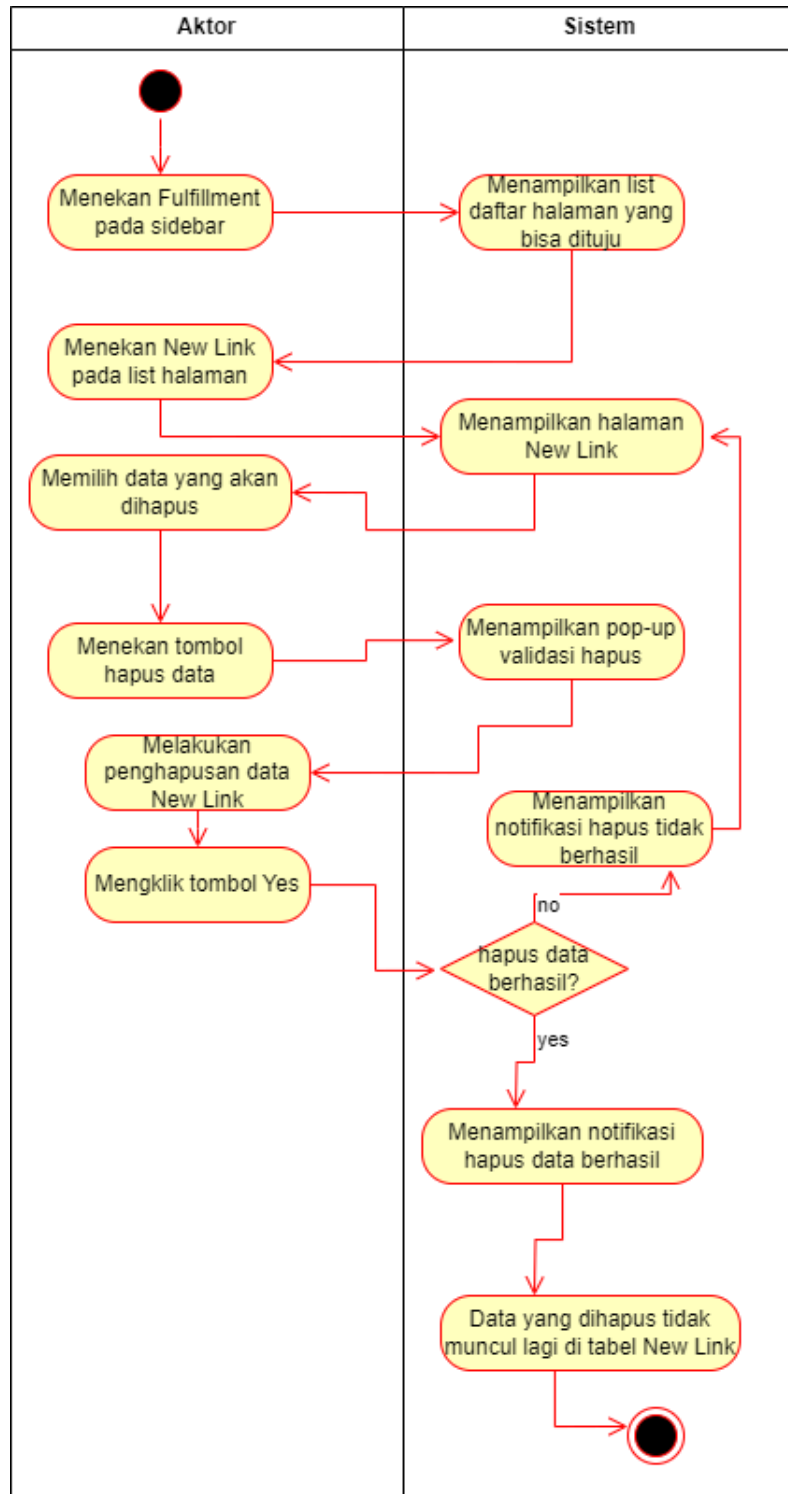 Aktor
Sistem
Menekan Fulfillment
pada sidebar
Menampilkan list
daftar halaman yang
bisa dituju
Menekan New Link
pada list halaman
Menampilkan halaman
New Link
Memilih data yang akan
dihapus
Menekan tombol
hapus data
Menampilkan pop-up
validasi hapus
Melakukan
penghapusan data
New Link
Menampilkan
notifikasi hapus tidak
berhasil
Mengklik tombol Yes
no
hapus data
berhasil?
yes
Menampilkan notifikasi
hapus data berhasil
Data yang dihapus tidak
muncul lagi di tabel New Link